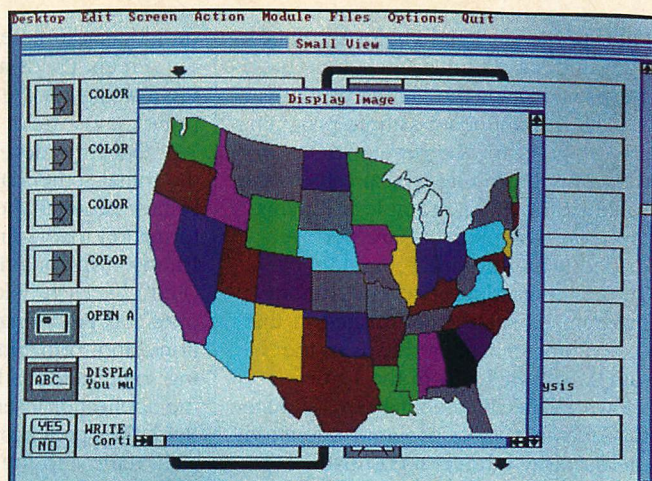 Desktop Edit Screen Action Module Files Options Quit
Small View
COLOR
Display Image
COLOR
COLOR
COLOR
OPEN A
ABC...
DISPLA
You mu
ysis
YES
NO
WRITE
Conti